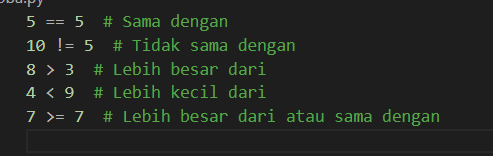 5 == 5  # Sama dengan
10 != 5  # Tidak sama dengan
8 > 3  # Lebih besar dari
4 < 9  # Lebih kecil dari
7 >= 7  # Lebih besar dari atau sama dengan